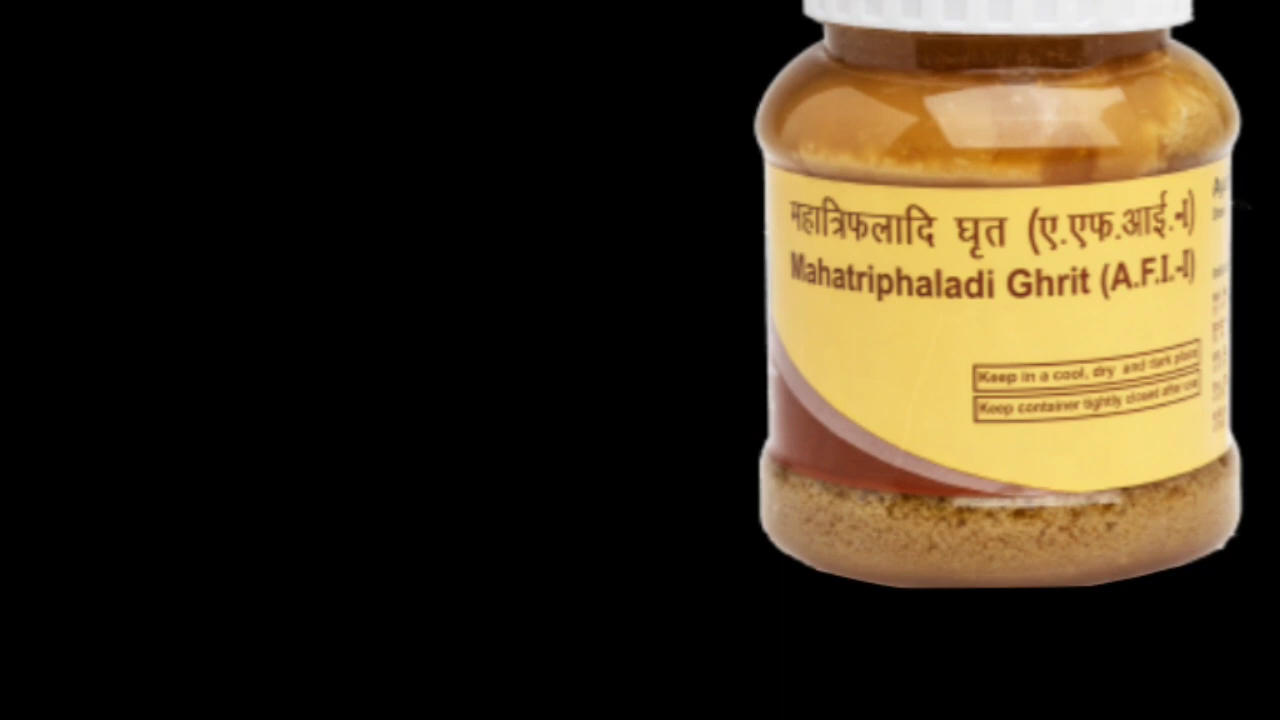 महात्रिफलादि घृत (ए.एफ.आई.-I)
Mahatriphaladi Ghrit (A.F.I.-I)
Keep in a cool, dry and dark place
Keep container tightly closed after use